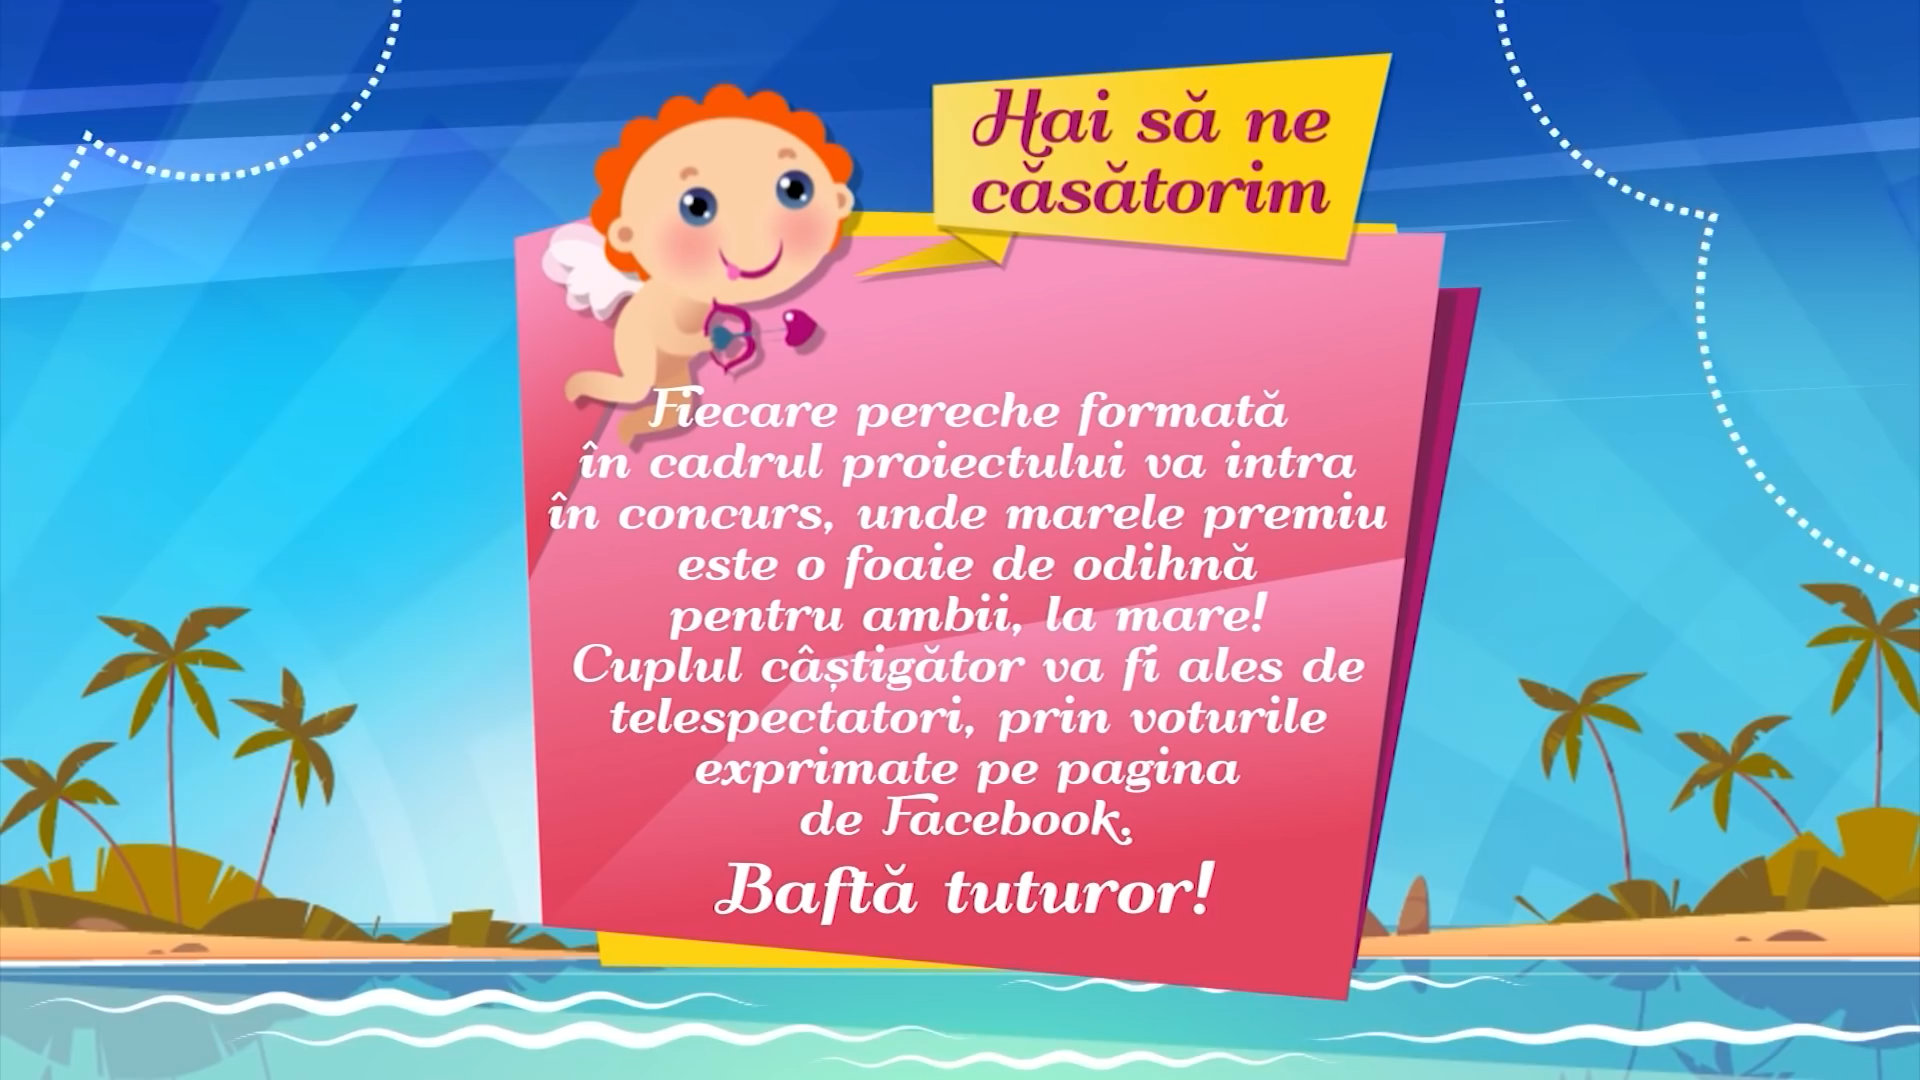 Hai să ne
căsătorim
Fiecare pereche formată
în cadrul proiectului va intra
în concurs, unde marele premiu
este o foaie de odihnă
pentru ambii, la mare!
Cuplul câștigător va fi ales de
telespectatori, prin voturile
exprimate pe pagina
de Facebook.
Baftă tuturor!